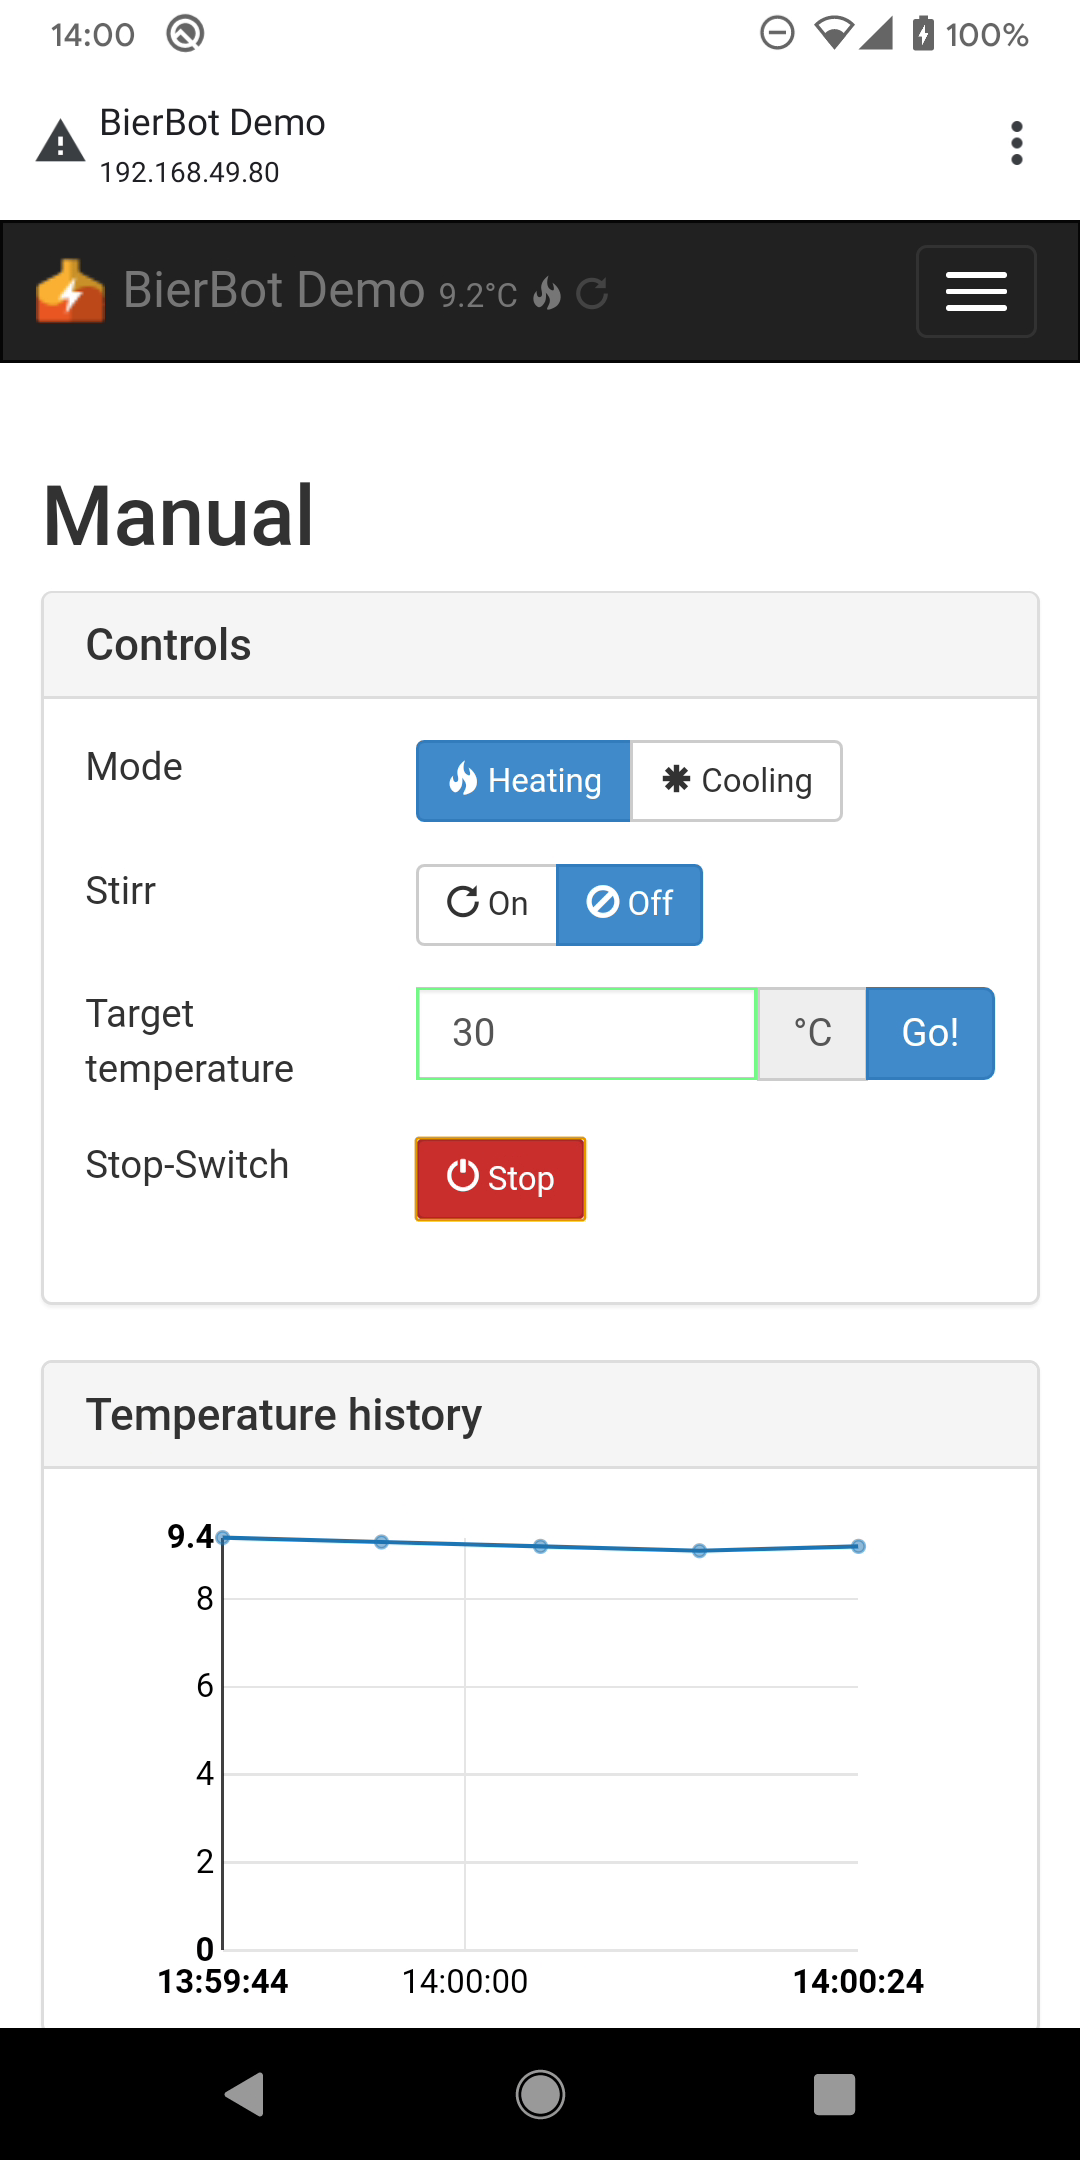 14:00 100%
BierBot Demo
192.168.49.80
BierBot Demo 9.2°C
Manual
Controls
Mode Heating Cooling
Stirr On Off
Target temperature 30 °C Go!
Stop-Switch Stop
Temperature history
9.4
8
6
4
2
0
13:59:44 14:00:00 14:00:24